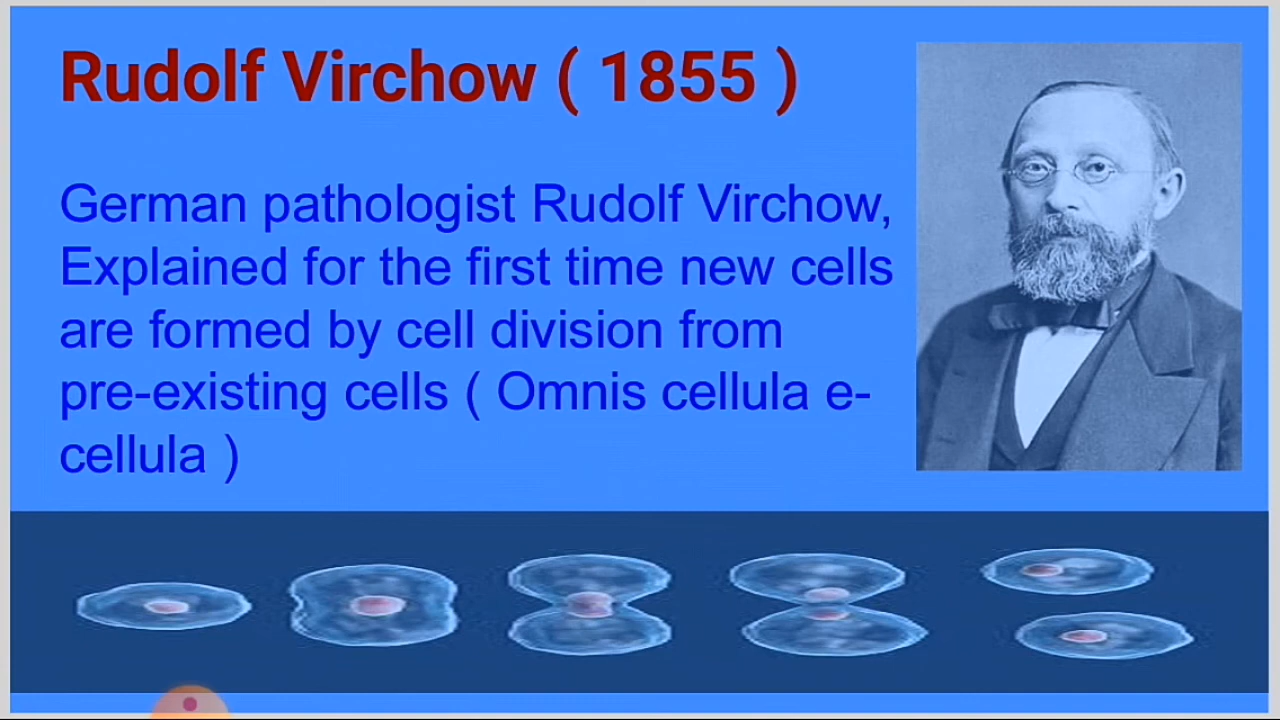 Rudolf Virchow ( 1855 )
German pathologist Rudolf Virchow,
Explained for the first time new cells
are formed by cell division from
pre-existing cells ( Omnis cellula e-
cellula )